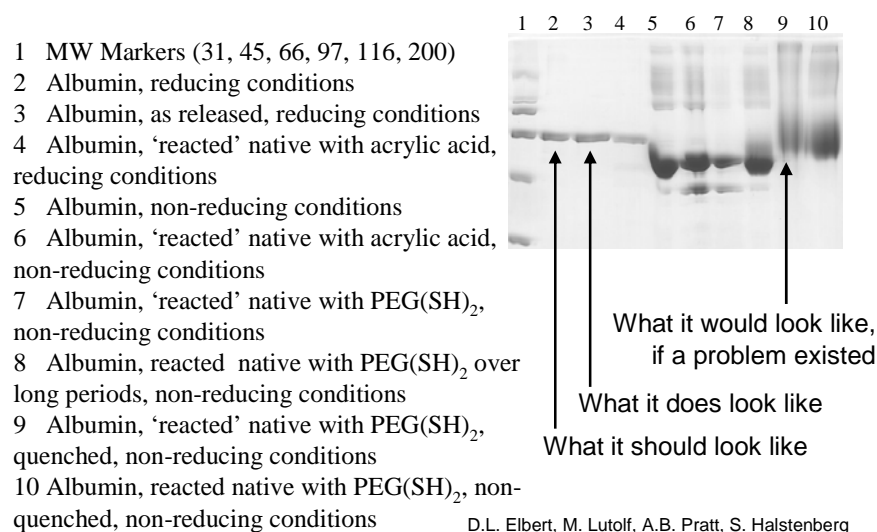 1 2 3 4 5 6 7 8 9 10
1 MW Markers (31, 45, 66, 97, 116, 200)
2 Albumin, reducing conditions
3 Albumin, as released, reducing conditions
4 Albumin, ‘reacted’ native with acrylic acid,
reducing conditions
5 Albumin, non-reducing conditions
6 Albumin, ‘reacted’ native with acrylic acid,
non-reducing conditions
7 Albumin, ‘reacted’ native with PEG(SH)₂,
non-reducing conditions
8 Albumin, reacted native with PEG(SH)₂ over
long periods, non-reducing conditions
9 Albumin, ‘reacted’ native with PEG(SH)₂,
quenched, non-reducing conditions
10 Albumin, reacted native with PEG(SH)₂, non-
quenched, non-reducing conditions
What it would look like,
if a problem existed
What it does look like
What it should look like
D.L. Elbert, M. Lutolf, A.B. Pratt, S. Halstenberg